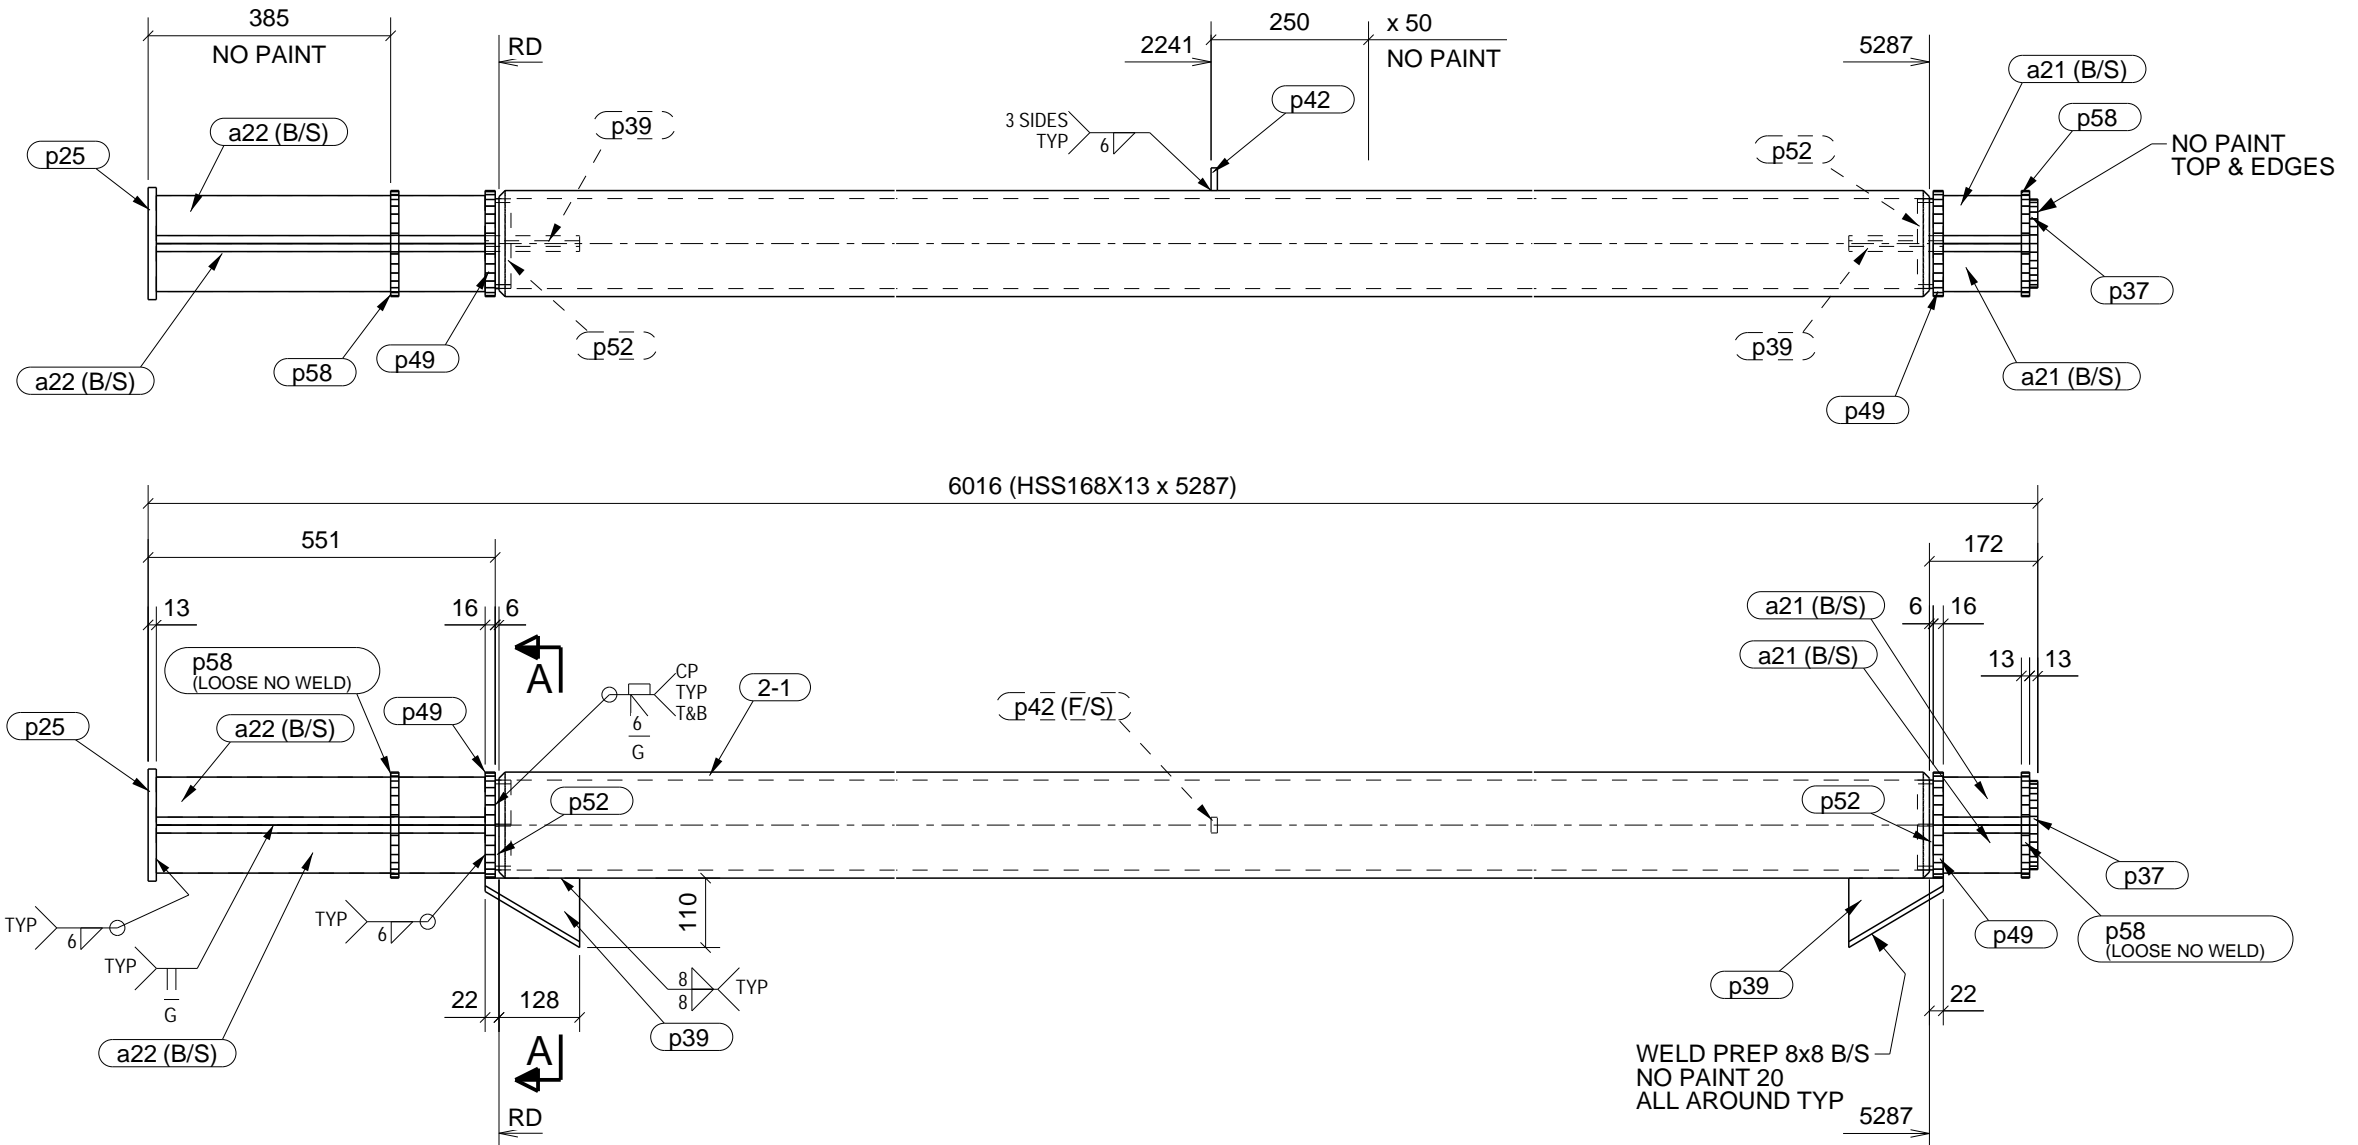 385
NO PAINT
RD
2241
250
x 50
NO PAINT
5287
a21 (B/S)
p58
a22 (B/S)
p39
3 SIDES
TYP
6
p42
p52
NO PAINT
TOP & EDGES
p25
p37
p52
p39
p49
p58
a22 (B/S)
a21 (B/S)
p49
6016 (HSS168X13 x 5287)
551
172
13
16
6
a21 (B/S)
6
16
a21 (B/S)
13
13
p58
(LOOSE NO WELD)
A
CP
TYP
T&B
6
G
2-1
p42 (F/S)
p25
a22 (B/S)
p49
p52
p52
p37
TYP
6
TYP
6
110
p49
p58
(LOOSE NO WELD)
TYP
G
8
8
TYP
p39
22
128
22
p39
a22 (B/S)
A
WELD PREP 8x8 B/S
NO PAINT 20
ALL AROUND TYP
RD
5287